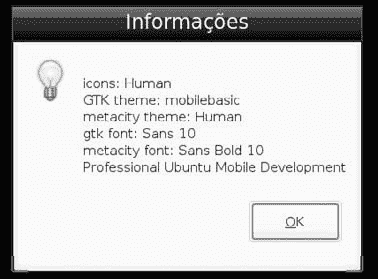 Informações
icons: Human
GTK theme: mobilebasic
metacity theme: Human
gtk font: Sans 10
metacity font: Sans Bold 10
Professional Ubuntu Mobile Development
OK